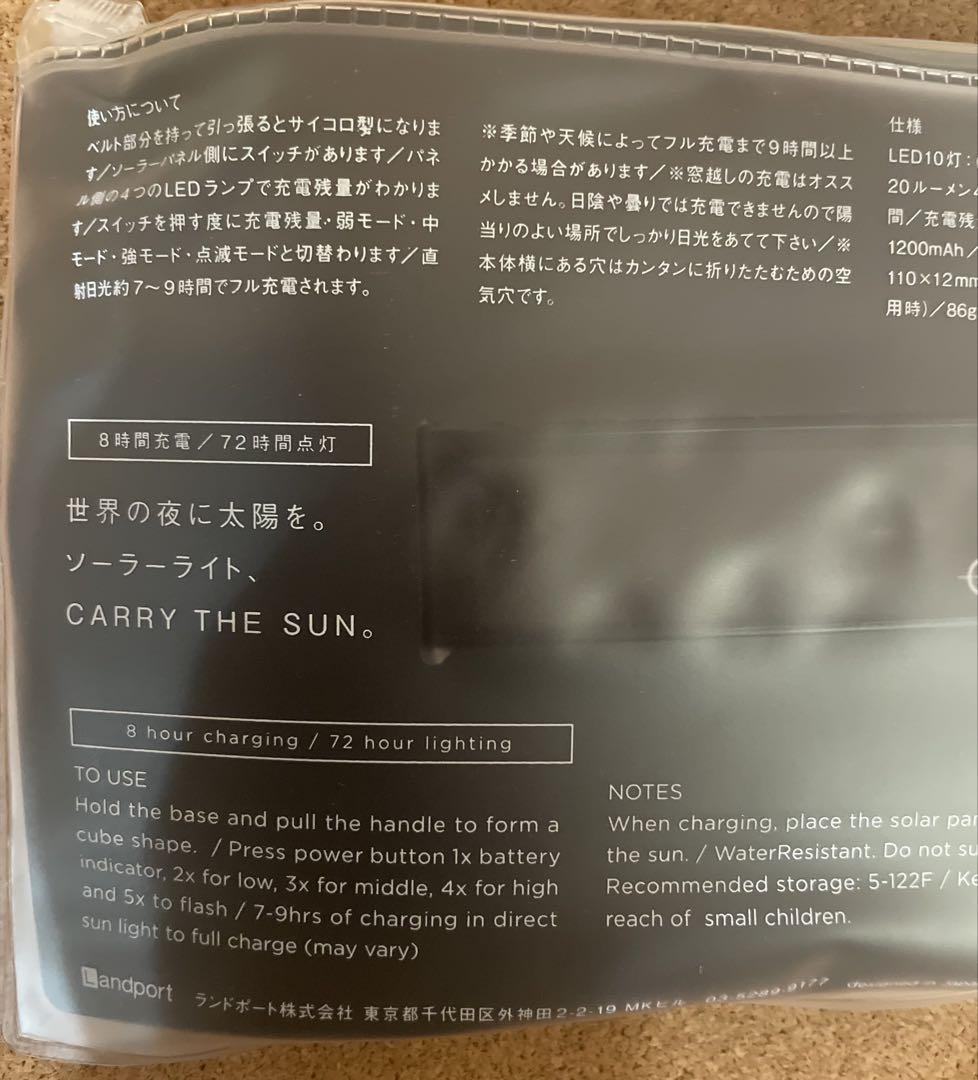 使い方について
ベルト部分を持って引っ張るとサイコロ型になりま
す/ソーラーパネル側にスイッチがあります/パネ
ル側の4つのLEDランプで充電残量がわかりま
す/スイッチを押す度に充電残量・弱モード・中
モード・強モード・点滅モードと切替わります/直
射日光約7〜9時間でフル充電されます。
※季節や天候によってフル充電まで9時間以上
かかる場合があります/※窓越しの充電はオスス
メしません。日陰や曇りでは充電できませんので陽
当りのよい場所でしっかり日光をあてて下さい/※
本体横にある穴はカンタンに折りたたむための空
気穴です。
仕様
LED10灯:
20ルーメン
間/充電残
1200mAh/
110×12mm
用時)/86g
8時間充電/72時間点灯
世界の夜に太陽を。
ソーラーライト、
CARRY THE SUN。
8 hour charging / 72 hour lighting
TO USE
Hold the base and pull the handle to form a
cube shape. / Press power button 1x battery
indicator, 2x for low, 3x for middle, 4x for high
and 5x to flash / 7-9hrs of charging in direct
sun light to full charge (may vary)
NOTES
When charging, place the solar pa
the sun. / WaterResistant. Do not su
Recommended storage: 5-122F / Ke
reach of small children.
Landport ランドポート株式会社 東京都千代田区外神田2-2-19 MKビル 03-5289-9177